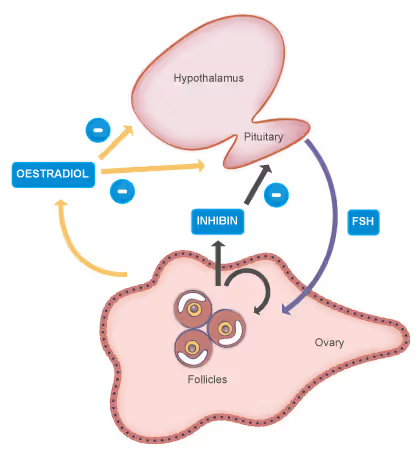 Hypothalamus
Pituitary
OESTRADIOL
INHIBIN
FSH
Ovary
Follicles